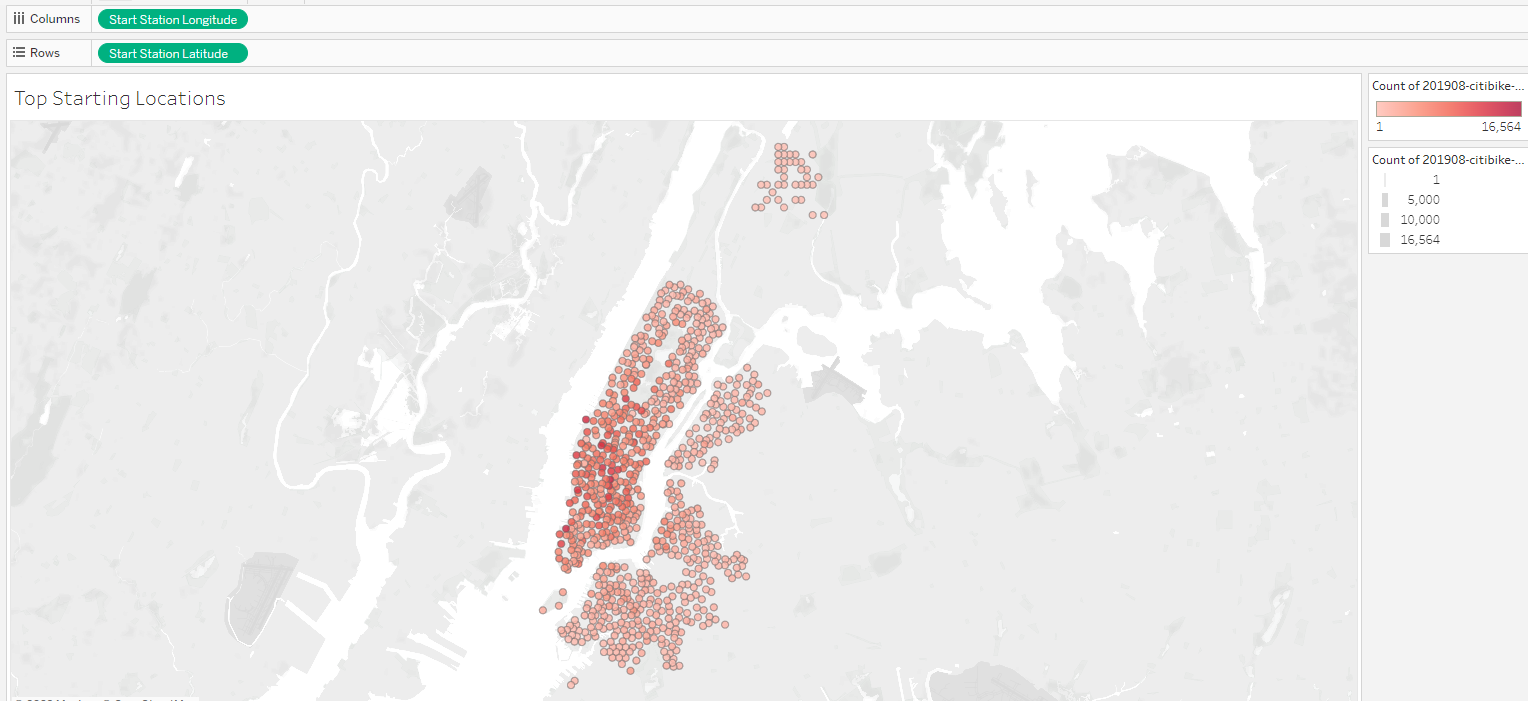 Columns
Start Station Longitude
Rows
Start Station Latitude
Top Starting Locations
Count of 201908-citibike-...
1 16,564
Count of 201908-citibike-...
1
5,000
10,000
16,564